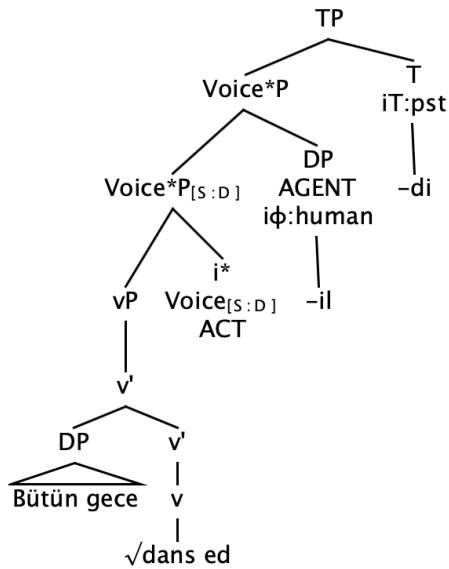 TP
Voice*P
T
iT:pst
-di
Voice*P[S:D]
DP
AGENT
iϕ:human
-il
vP
i*
Voice[S:D]
ACT
v'
DP
v'
Bütün gece
v
√dans ed